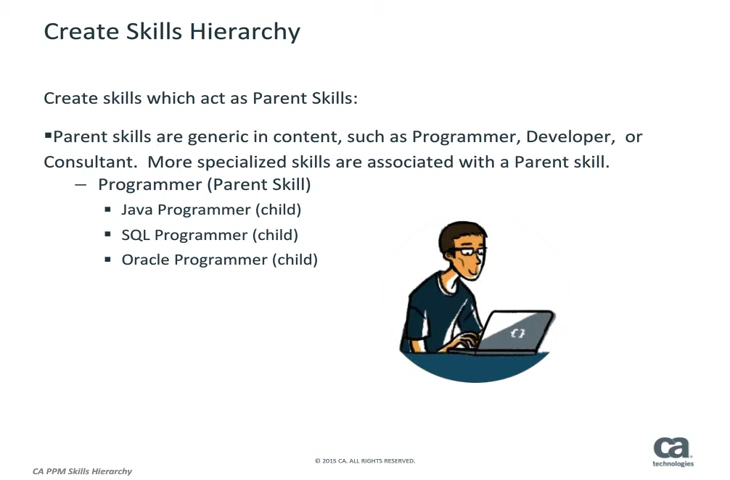 Create Skills Hierarchy
Create skills which act as Parent Skills:
▪Parent skills are generic in content, such as Programmer, Developer, or
Consultant. More specialized skills are associated with a Parent skill.
– Programmer (Parent Skill)
▪ Java Programmer (child)
▪ SQL Programmer (child)
▪ Oracle Programmer (child)
© 2015 CA. ALL RIGHTS RESERVED.
ca
technologies
CA PPM Skills Hierarchy